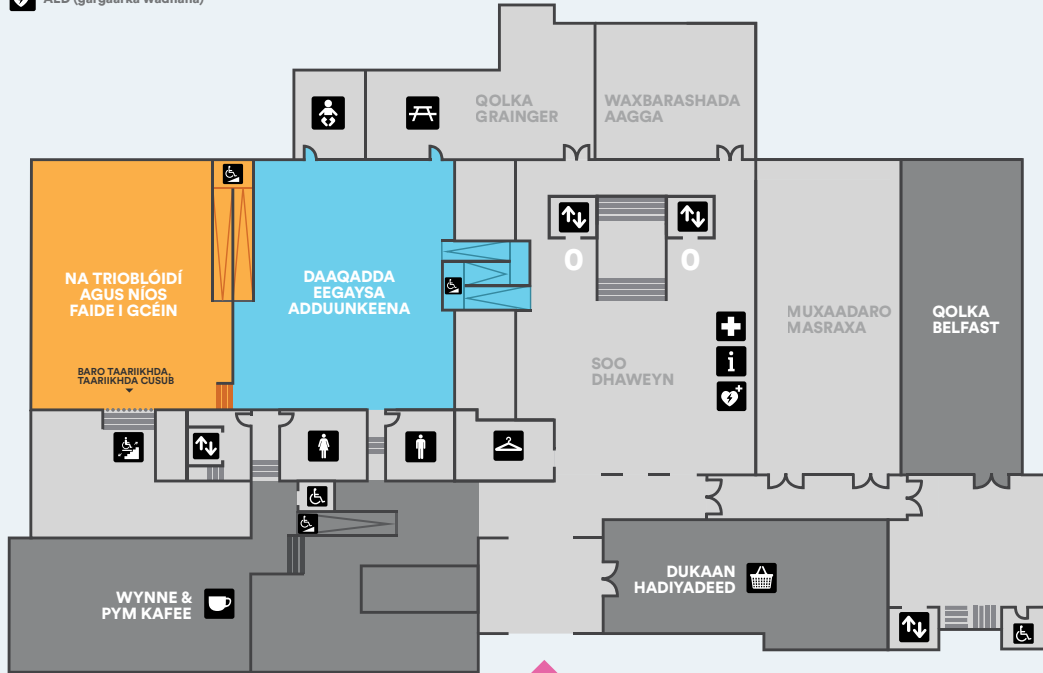 AED (gargaarka wadnaha)
QOLKA
GRAINGER
WAXBARASHADA
AAGGA
NA TRIOBLÓIDÍ
AGUS NÍOS
FAIDE I GCÉIN
DAAQADDA
EEGAYSA
ADDUUNKEENA
0
0
MUXAADARO
MASRAXA
QOLKA
BELFAST
SOO
DHAWEYN
BARO TAARIIKHDA,
TAARIIKHDA CUSUB
WYNNE &
PYM KAFEE
DUKAAN
HADIYADEED